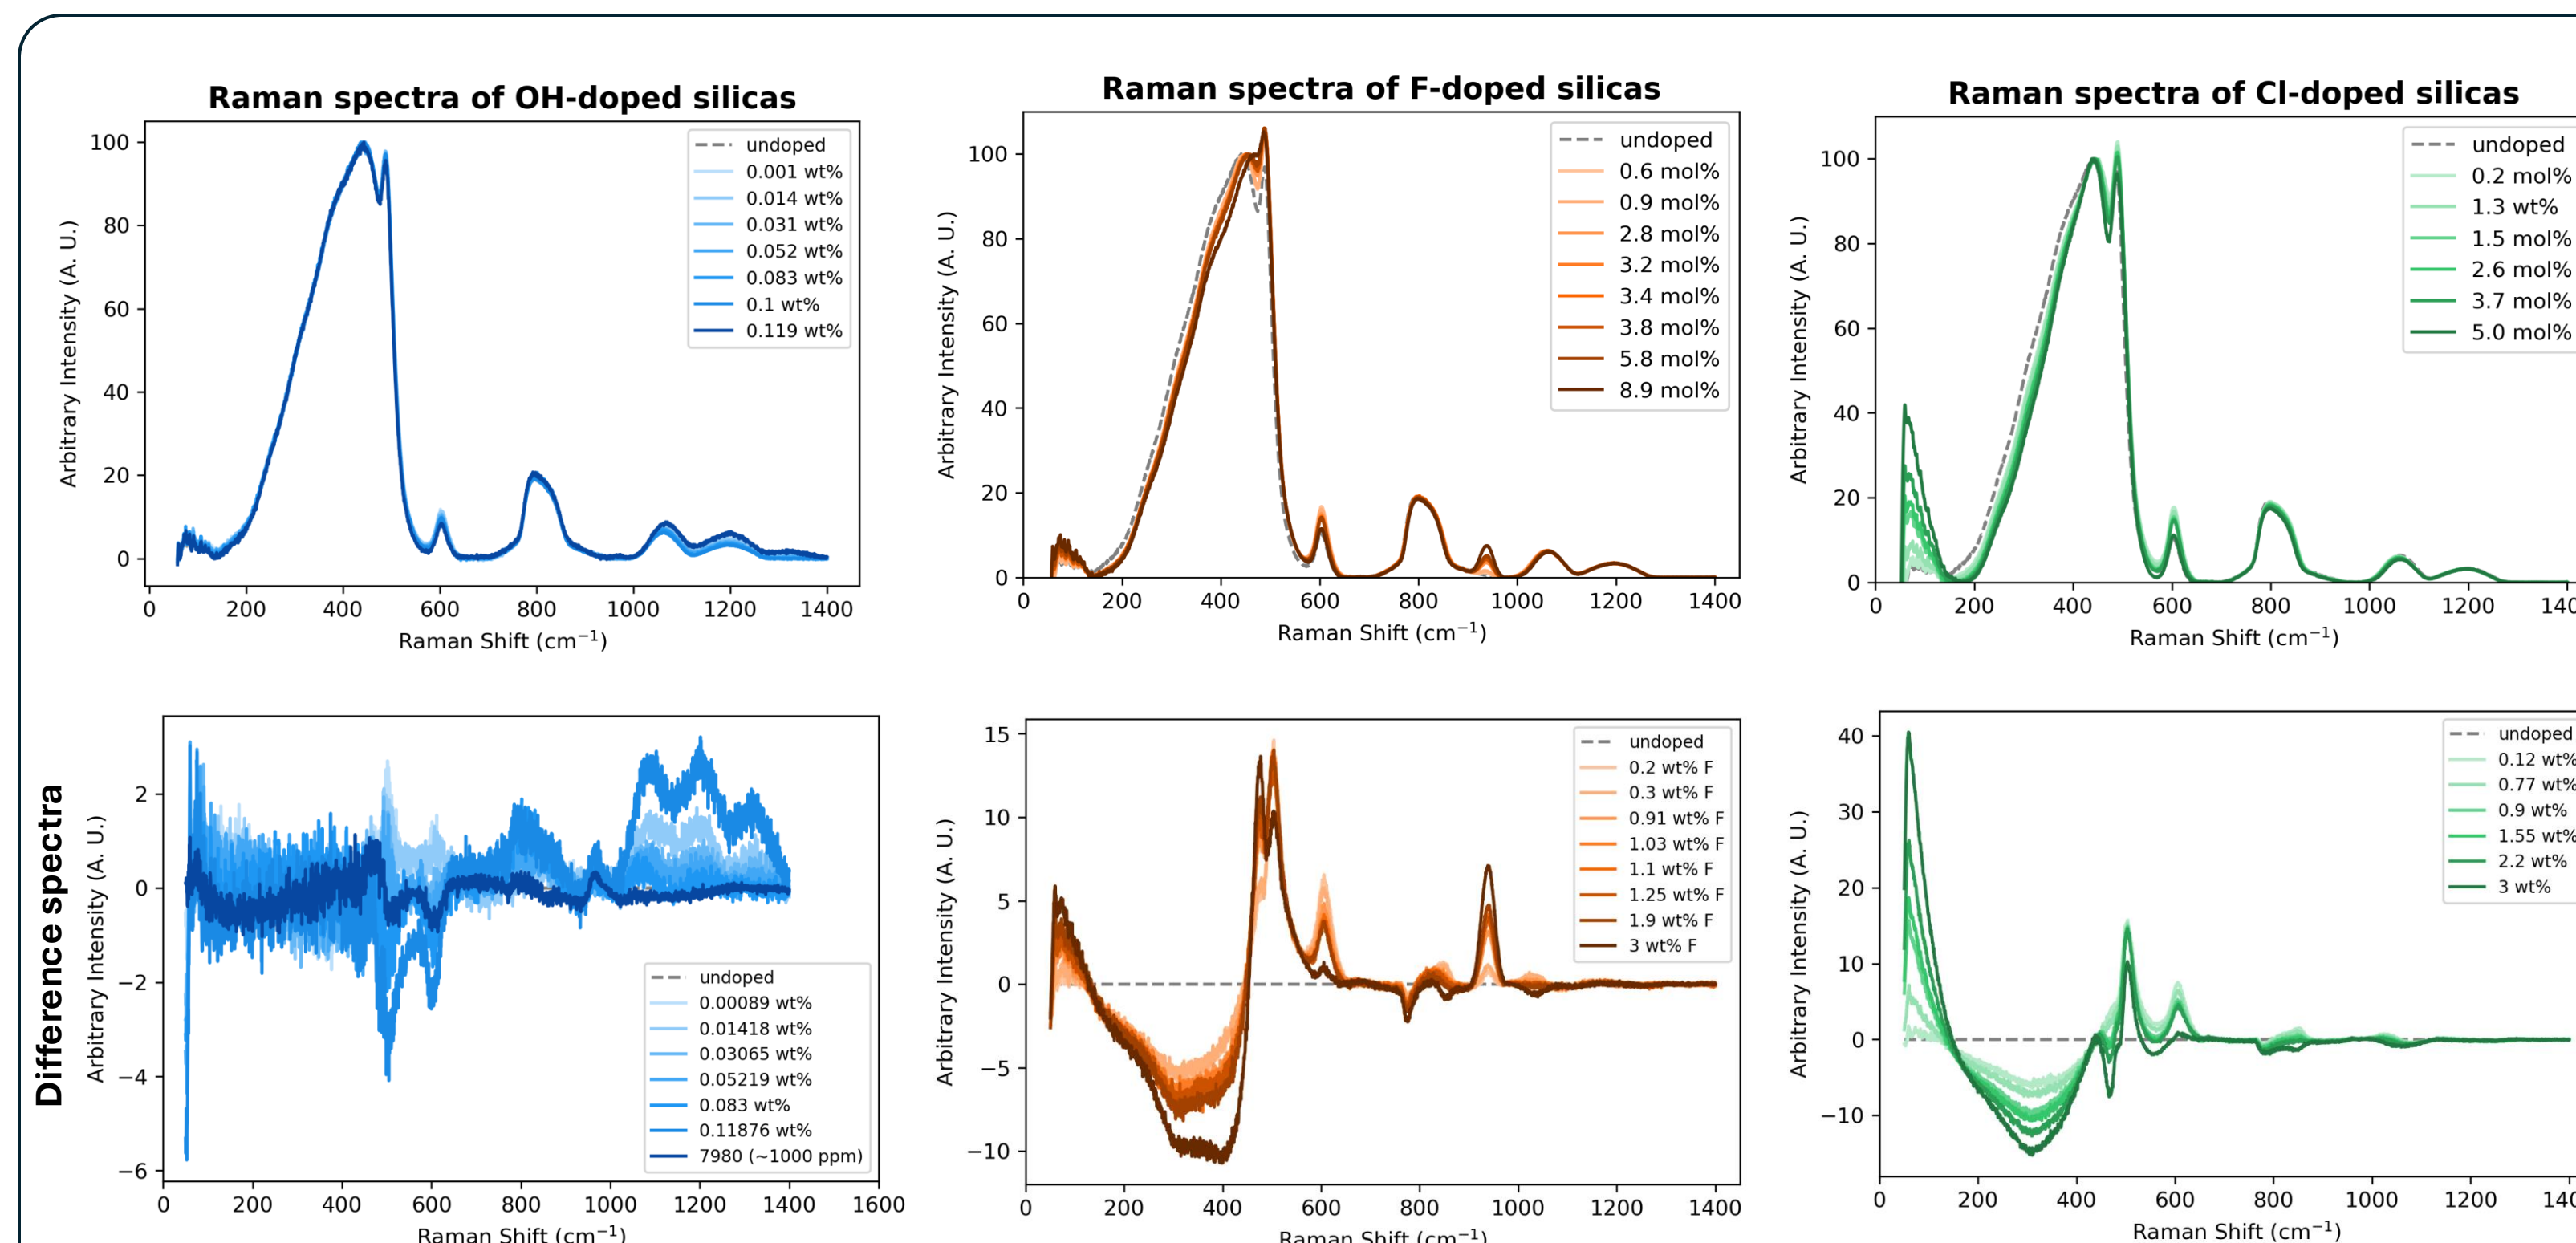 Raman spectra of OH-doped silicas
Arbitrary Intensity (A. U.)
100
80
60
40
20
0
undoped
0.001 wt%
0.014 wt%
0.031 wt%
0.052 wt%
0.083 wt%
0.1 wt%
0.119 wt%
0 200 400 600 800 1000 1200 1400
Raman Shift (cm⁻¹)
Raman spectra of F-doped silicas
Arbitrary Intensity (A. U.)
100
80
60
40
20
0
undoped
0.6 mol%
0.9 mol%
2.8 mol%
3.2 mol%
3.4 mol%
3.8 mol%
5.8 mol%
8.9 mol%
0 200 400 600 800 1000 1200 1400
Raman Shift (cm⁻¹)
Raman spectra of Cl-doped silicas
Arbitrary Intensity (A. U.)
100
80
60
40
20
0
undoped
0.2 mol%
1.3 wt%
1.5 mol%
2.6 mol%
3.7 mol%
5.0 mol%
0 200 400 600 800 1000 1200
Raman Shift (cm⁻¹)
Difference spectra
Arbitrary Intensity (A. U.)
2
0
−2
−4
−6
undoped
0.00089 wt%
0.01418 wt%
0.03065 wt%
0.05219 wt%
0.083 wt%
0.11876 wt%
7980 (~1000 ppm)
0 200 400 600 800 1000 1200 1400 1600
Raman Shift (cm⁻¹)
Arbitrary Intensity (A. U.)
15
10
5
0
−5
−10
undoped
0.2 wt% F
0.3 wt% F
0.91 wt% F
1.03 wt% F
1.1 wt% F
1.25 wt% F
1.9 wt% F
3 wt% F
0 200 400 600 800 1000 1200 1400
Raman Shift (cm⁻¹)
Arbitrary Intensity (A. U.)
40
30
20
10
0
−10
undoped
0.12 wt%
0.77 wt%
0.9 wt%
1.55 wt%
2.2 wt%
3 wt%
0 200 400 600 800 1000 1200
Raman Shift (cm⁻¹)